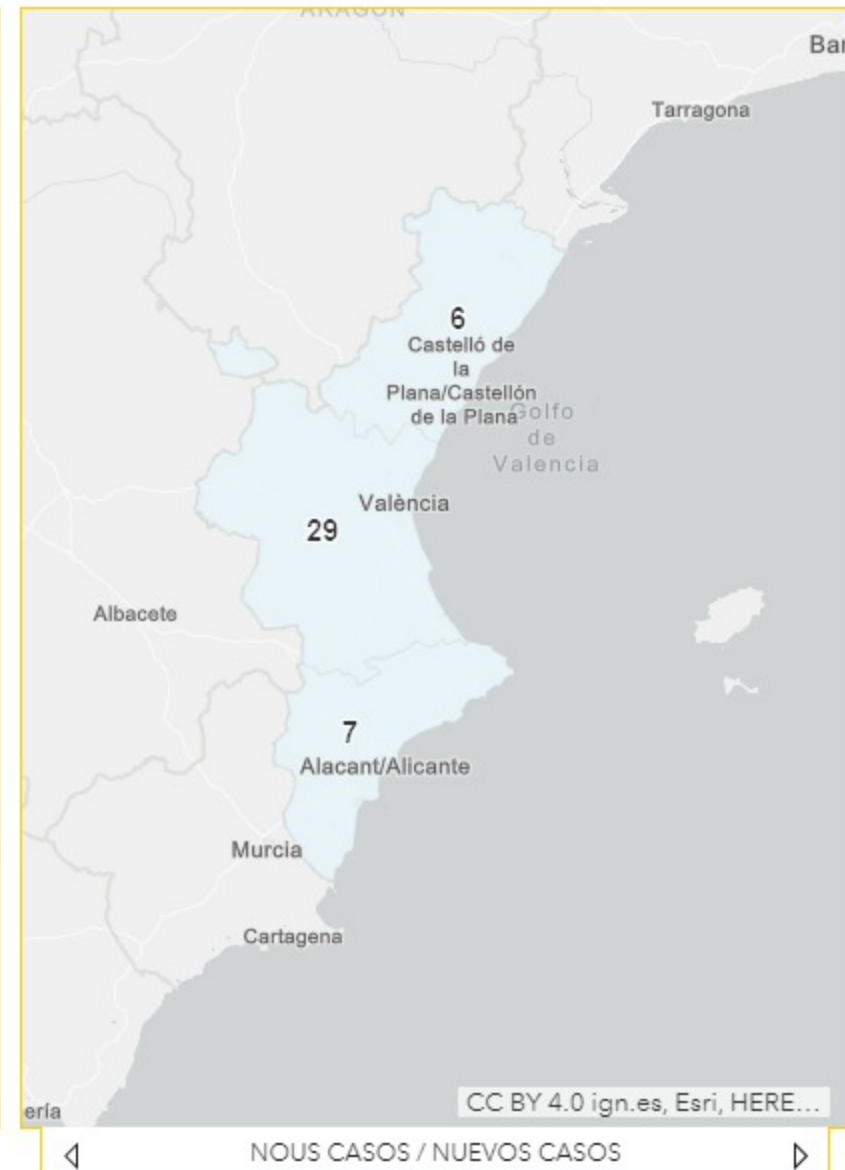 ARAGÓN
Bar
Tarragona
6
Castelló de
la
Plana/Castellón
de la Plana
Golfo
de
Valencia
València
29
Albacete
7
Alacant/Alicante
Murcia
Cartagena
ería
CC BY 4.0 ign.es, Esri, HERE...
NOUS CASOS / NUEVOS CASOS